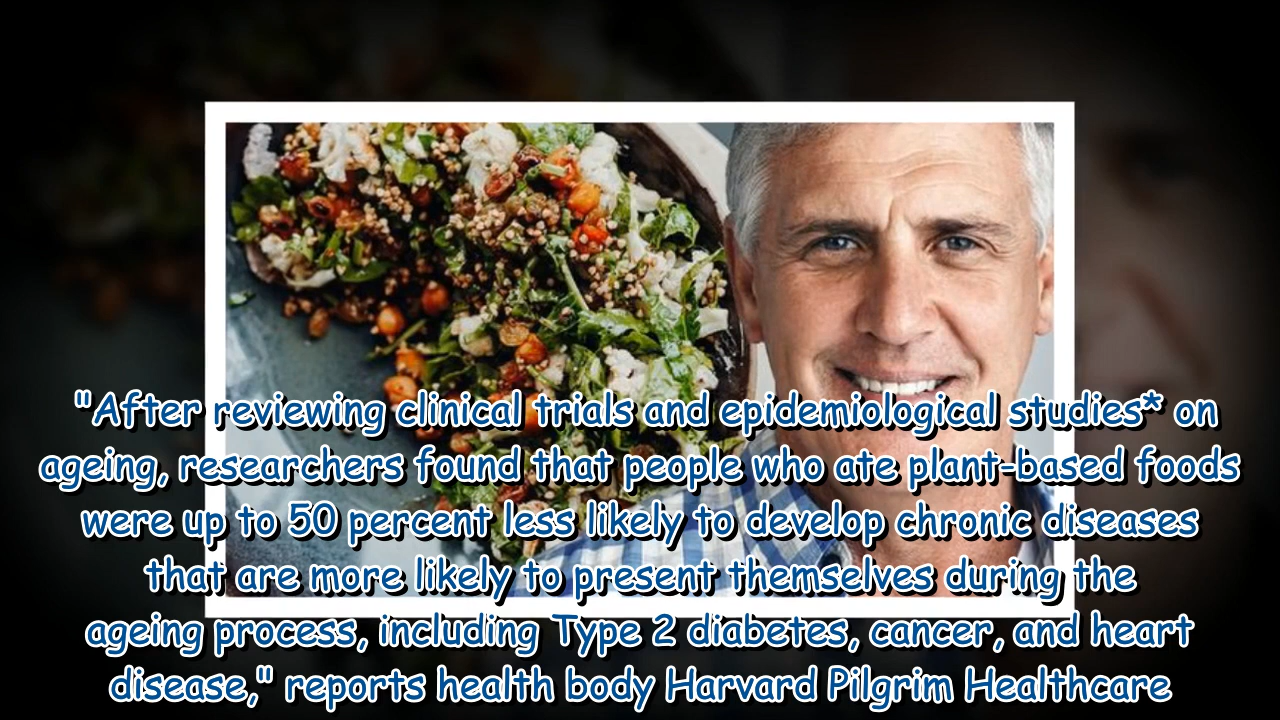 "After reviewing clinical trials and epidemiological studies* on
ageing, researchers found that people who ate plant-based foods
were up to 50 percent less likely to develop chronic diseases
that are more likely to present themselves during the
ageing process, including Type 2 diabetes, cancer, and heart
disease," reports health body Harvard Pilgrim Healthcare